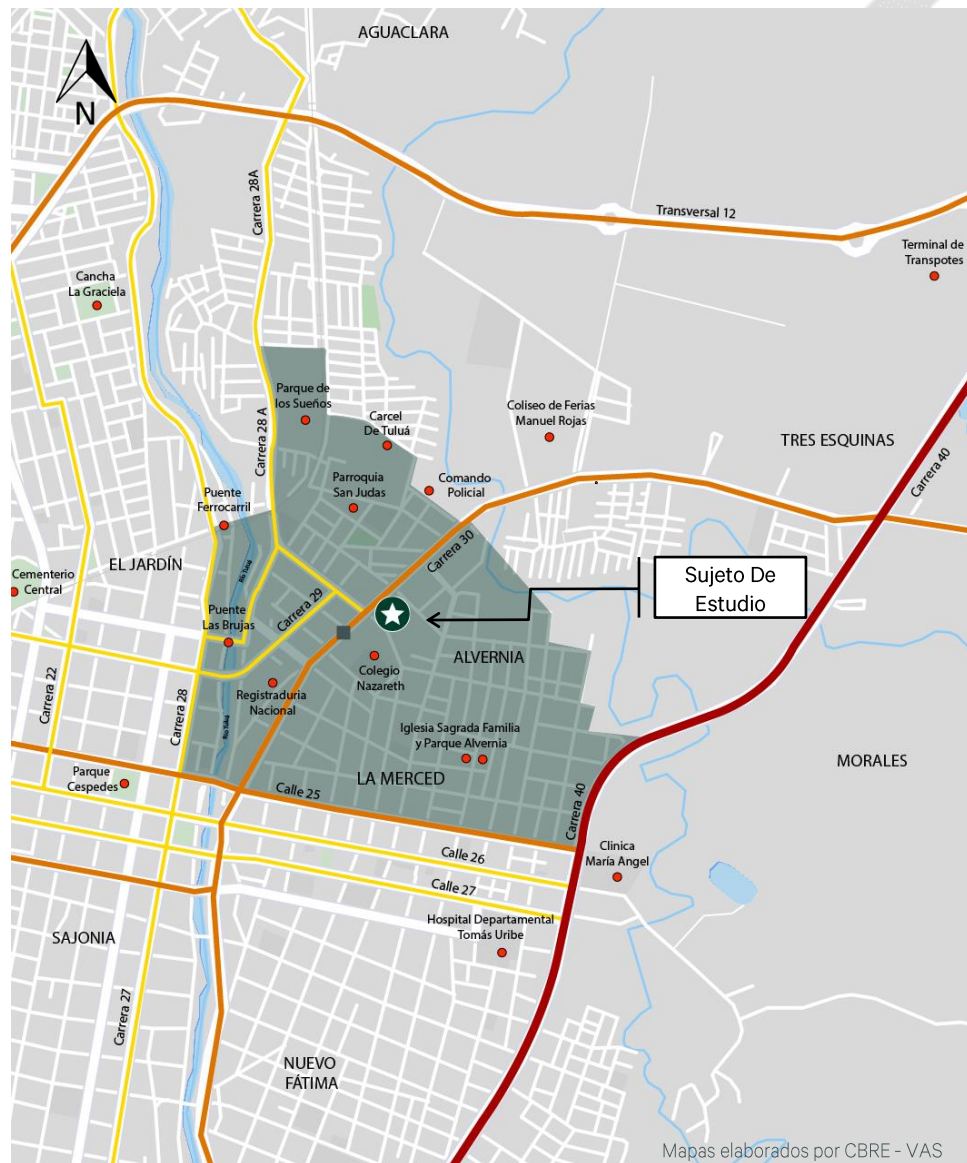 AGUACLARA
N
Carrera 28A
Transversal 12
Terminal de
Transpotes
Cancha
La Graciela
Parque de
los Sueños
Carcel
De Tuluá
Coliseo de Ferias
Manuel Rojas
TRES ESQUINAS
Carrera 40
Carrera 28 A
Parroquia
San Judas
Comando
Policial
Puente
Ferrocarril
Carrera 30
EL JARDÍN
Río Tuluá
Cementerio
Central
Carrera 29
Sujeto De
Estudio
Puente
Las Brujas
ALVERNIA
Colegio
Nazareth
Registraduria
Nacional
Carrera 22
Carrera 28
Río Tuluá
Iglesia Sagrada Familia
y Parque Alvernia
MORALES
LA MERCED
Parque
Cespedes
Calle 25
Carrera 40
Calle 26
Clinica
María Angel
Calle 27
Hospital Departamental
Tomás Uribe
SAJONIA
Carrera 27
NUEVO
FÁTIMA
Mapas elaborados por CBRE - VAS